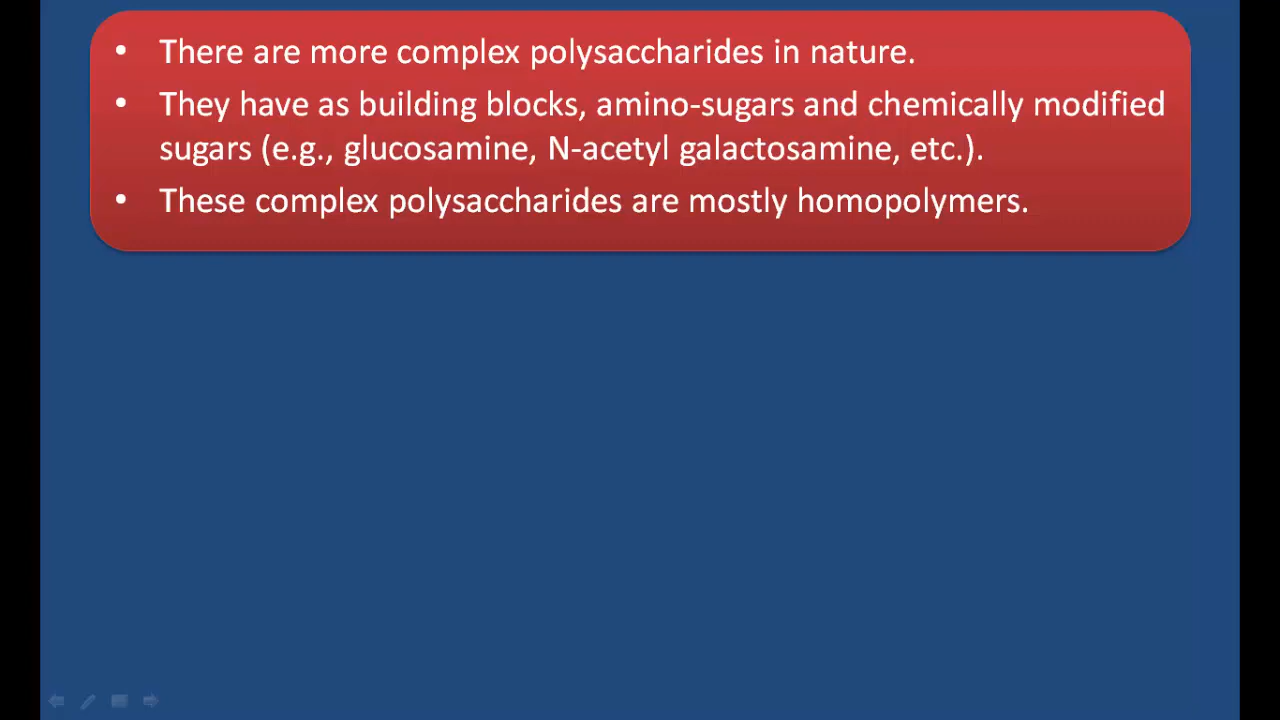 • There are more complex polysaccharides in nature.
• They have as building blocks, amino-sugars and chemically modified
sugars (e.g., glucosamine, N-acetyl galactosamine, etc.).
• These complex polysaccharides are mostly homopolymers.